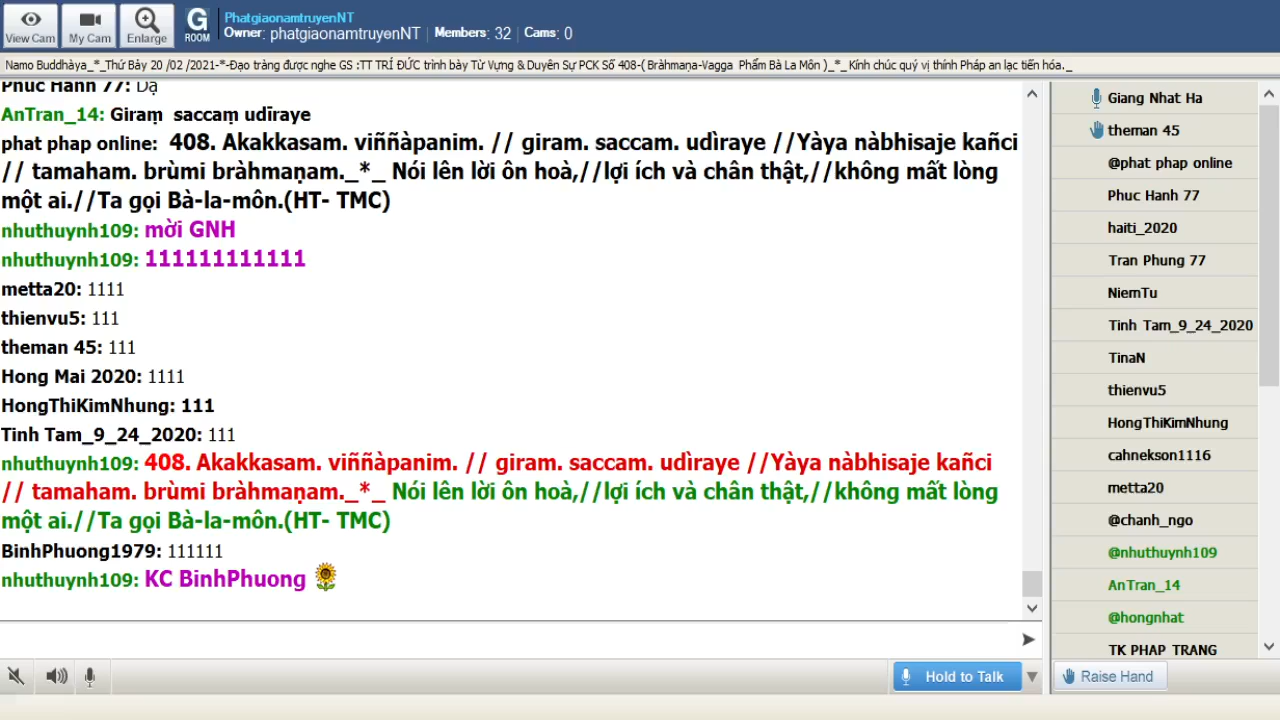 View Cam
My Cam
Enlarge
G
ROOM
PhatgiaonamtruyenNT
Owner: phatgiaonamtruyenNT | Members: 32 | Cams: 0
Namo Buddhàya_*_Thứ Bảy 20 /02 /2021-*-Đạo tràng được nghe GS :TT TRÍ ĐỨC trình bày Từ Vựng & Duyên Sự PCK Số 408-( Bràhmaṇa-Vagga Phẩm Bà La Môn )_*_ Kính chúc quý vị thính Pháp an lạc tiến hóa._
Phuc Hanh 77: Dạ
AnTran_14: Giraṃ saccaṃ udīraye
phat phap online: 408. Akakkasam. viññàpanim. // giram. saccam. udìraye //Yàya nàbhisaje kañci
// tamaham. brùmi bràhmaṇam._*_ Nói lên lời ôn hoà,//lợi ích và chân thật,//không mất lòng
một ai.//Ta gọi Bà-la-môn.(HT- TMC)
nhuthuynh109: mời GNH
nhuthuynh109: 111111111111
metta20: 1111
thienvu5: 111
theman 45: 111
Hong Mai 2020: 1111
HongThiKimNhung: 111
Tinh Tam_9_24_2020: 111
nhuthuynh109: 408. Akakkasam. viññàpanim. // giram. saccam. udìraye //Yàya nàbhisaje kañci
// tamaham. brùmi bràhmaṇam._*_ Nói lên lời ôn hoà,//lợi ích và chân thật,//không mất lòng
một ai.//Ta gọi Bà-la-môn.(HT- TMC)
BinhPhuong1979: 111111
nhuthuynh109: KC BinhPhuong
Giang Nhat Ha
theman 45
@phat phap online
Phuc Hanh 77
haiti_2020
Tran Phung 77
NiemTu
Tinh Tam_9_24_2020
TinaN
thienvu5
HongThiKimNhung
cahnekson1116
metta20
@chanh_ngo
@nhuthuynh109
AnTran_14
@hongnhat
TK PHAP TRANG
Hold to Talk
Raise Hand